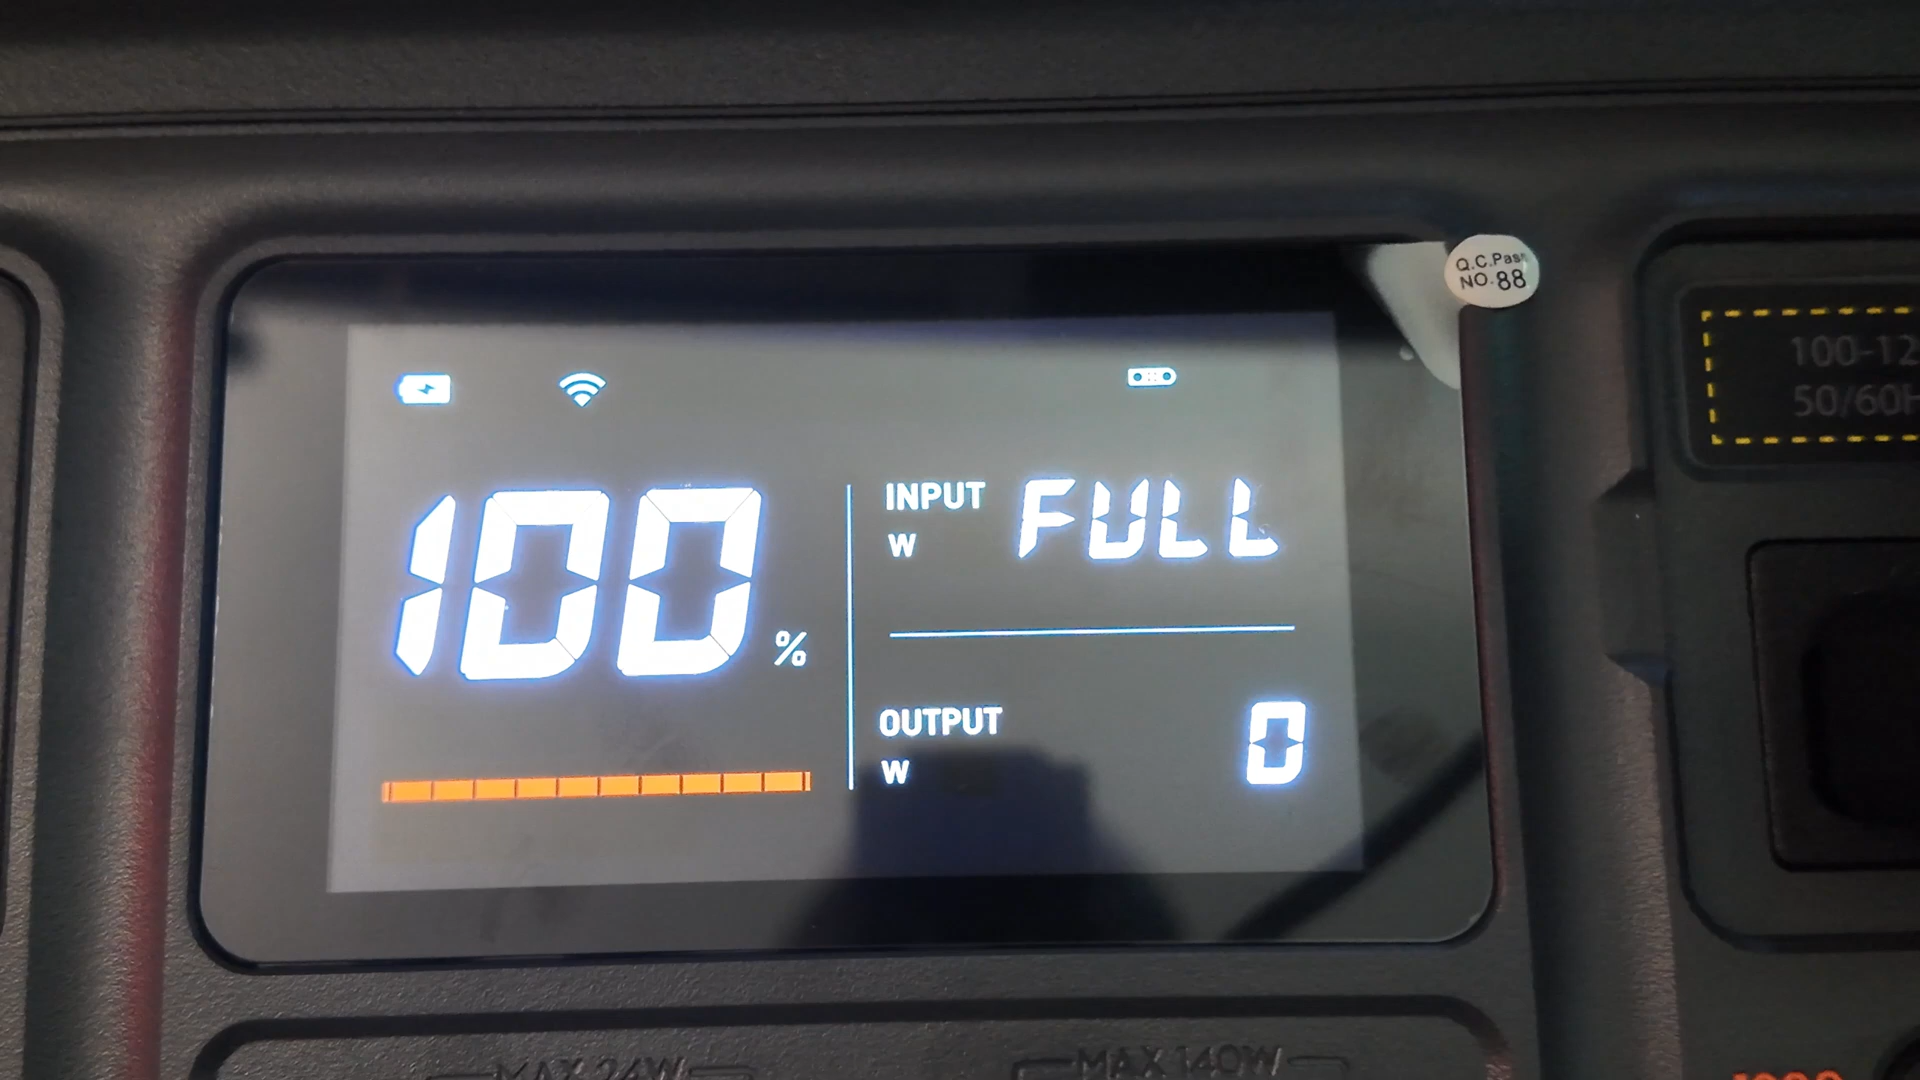 Q.C.Pass
NO.88
100-12
50/60H
100%
INPUT
W
FULL
OUTPUT
W
0
MAX 24W
MAX 140W